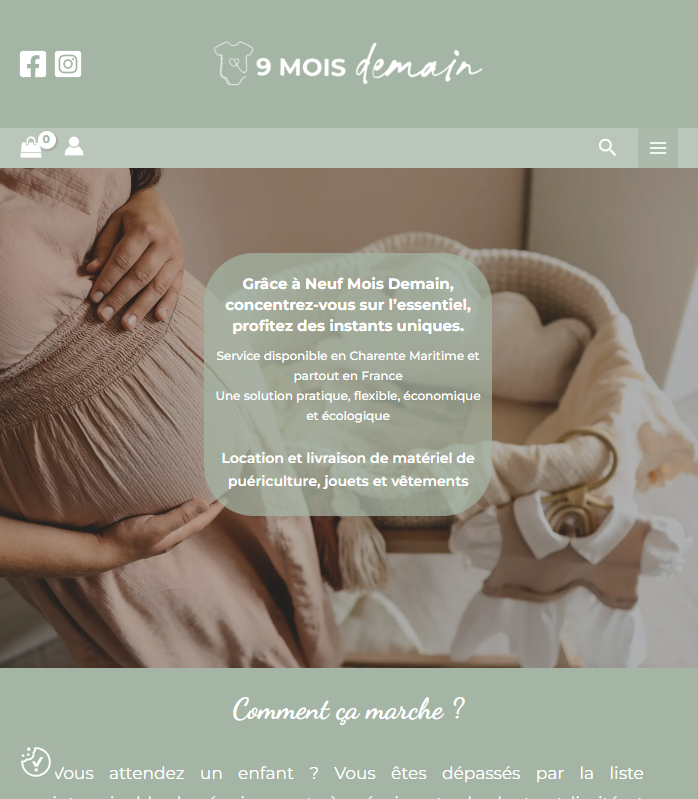 9 MOIS demain
0
Grâce à Neuf Mois Demain,
concentrez-vous sur l’essentiel,
profitez des instants uniques.
Service disponible en Charente Maritime et
partout en France
Une solution pratique, flexible, économique
et écologique
Location et livraison de matériel de
puériculture, jouets et vêtements
Comment ça marche ?
Vous attendez un enfant ? Vous êtes dépassés par la liste